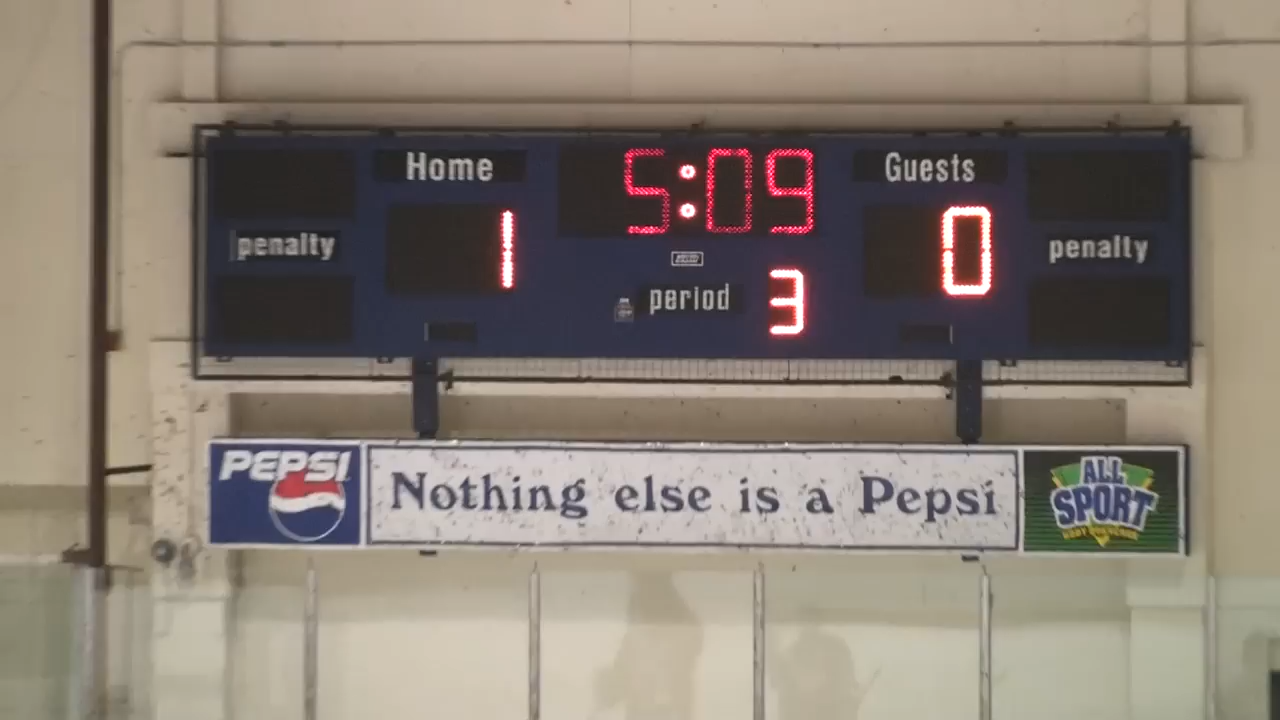 Home 5:09 Guests
penalty 1 0 penalty
period 3
PEPSI Nothing else is a Pepsi ALL SPORT